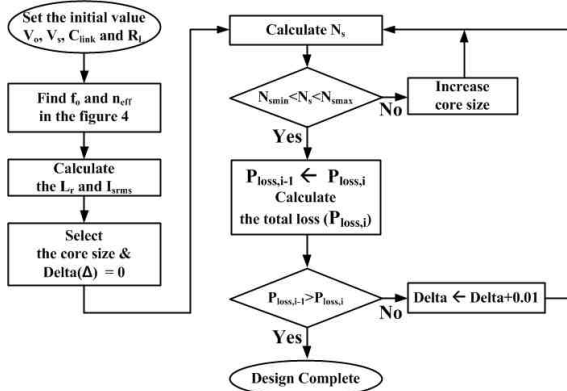 Set the initial value
Vo, Vs, Clink and Rl
Find fo and neff
in the figure 4
Calculate
the Lr and Isrms
Select
the core size &
Delta(Δ) = 0
Calculate Ns
Nsmin<Ns<Nsmax
No
Increase
core size
Yes
Ploss,i-1 ← Ploss,i
Calculate
the total loss (Ploss,i)
Ploss,i-1>Ploss,i
No
Delta ← Delta+0.01
Yes
Design Complete